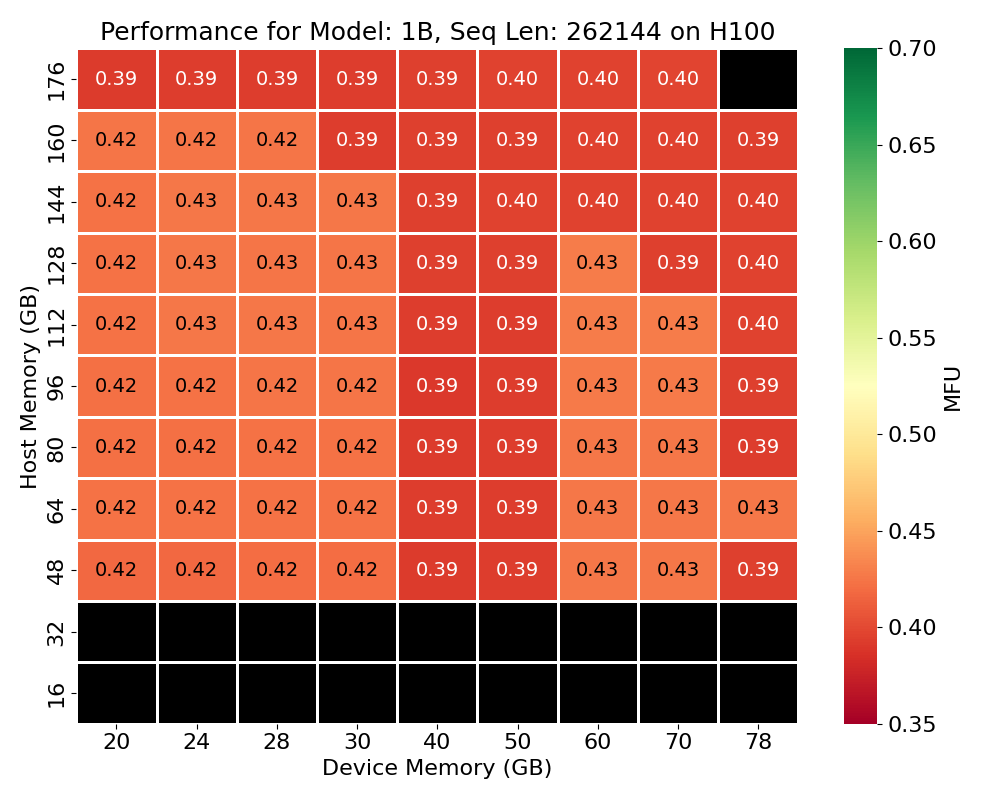 Performance for Model: 1B, Seq Len: 262144 on H100
176 0.39 0.39 0.39 0.39 0.39 0.40 0.40 0.40
160 0.42 0.42 0.42 0.39 0.39 0.39 0.40 0.40 0.39
144 0.42 0.43 0.43 0.43 0.39 0.40 0.40 0.40 0.40
128 0.42 0.43 0.43 0.43 0.39 0.39 0.43 0.39 0.40
112 0.42 0.43 0.43 0.43 0.39 0.39 0.43 0.43 0.40
96 0.42 0.42 0.42 0.42 0.39 0.39 0.43 0.43 0.39
80 0.42 0.42 0.42 0.42 0.39 0.39 0.43 0.43 0.39
64 0.42 0.42 0.42 0.42 0.39 0.39 0.43 0.43 0.43
48 0.42 0.42 0.42 0.42 0.39 0.39 0.43 0.43 0.39
32
16
20 24 28 30 40 50 60 70 78
Device Memory (GB)
Host Memory (GB)
0.70
0.65
0.60
0.55
0.50
0.45
0.40
0.35
MFU